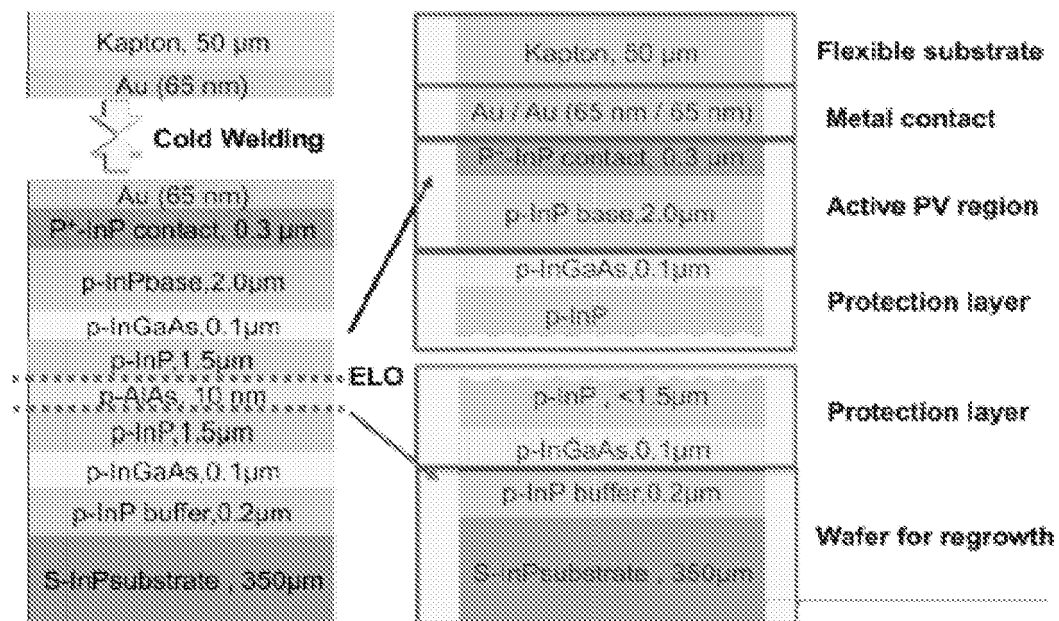 Kapton, 50 μm
Au (65 nm)
Cold Welding
Au (65 nm)
P⁺-InP contact, 0.3 μm
p-InPbase,2.0μm
p-InGaAs,0.1μm
p-InP,1.5μm
ELO
p-AlAs, 10 nm
p-InP,1.5μm
p-InGaAs,0.1μm
p-InP buffer,0.2μm
S-InPsubstrate , 350μm
Kapton, 50 μm
Flexible substrate
Au / Au (65 nm / 65 nm)
Metal contact
P⁺-InP contact, 0.3 μm
p-InP base,2.0μm
Active PV region
p-InGaAs,0.1μm
p-InP
Protection layer
p-InP , <1.5μm
p-InGaAs,0.1μm
Protection layer
p-InP buffer,0.2μm
S-InPsubstrate , 350μm
Wafer for regrowth